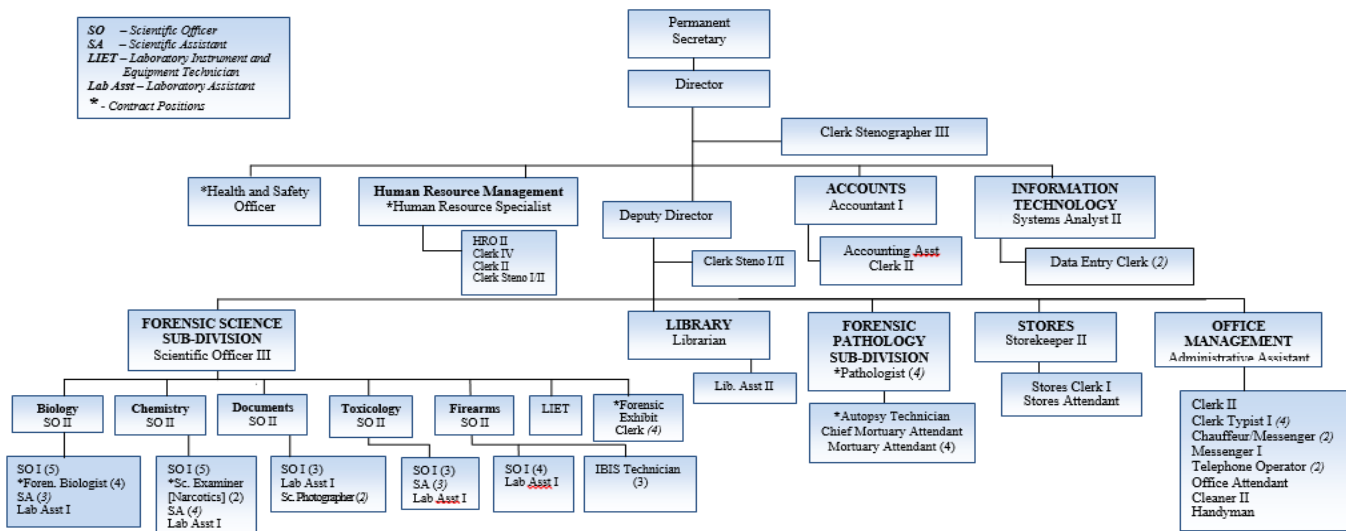 SO – Scientific Officer
SA – Scientific Assistant
LIET – Laboratory Instrument and
Equipment Technician
Lab Asst – Laboratory Assistant
* - Contract Positions
Permanent
Secretary
Director
Clerk Stenographer III
*Health and Safety
Officer
Human Resource Management
*Human Resource Specialist
HRO II
Clerk IV
Clerk II
Clerk Steno I/II
Deputy Director
Clerk Steno I/II
ACCOUNTS
Accountant I
Accounting Asst
Clerk II
INFORMATION
TECHNOLOGY
Systems Analyst II
Data Entry Clerk (2)
FORENSIC SCIENCE
SUB-DIVISION
Scientific Officer III
LIBRARY
Librarian
Lib. Asst II
FORENSIC
PATHOLOGY
SUB-DIVISION
*Pathologist (4)
*Autopsy Technician
Chief Mortuary Attendant
Mortuary Attendant (4)
STORES
Storekeeper II
Stores Clerk I
Stores Attendant
OFFICE
MANAGEMENT
Administrative Assistant
Clerk II
Clerk Typist I (4)
Chauffeur/Messenger (2)
Messenger I
Telephone Operator (2)
Office Attendant
Cleaner II
Handyman
Biology
SO II
SO I (5)
*Foren. Biologist (4)
SA (3)
Lab Asst I
Chemistry
SO II
SO I (5)
*Sc. Examiner
[Narcotics] (2)
SA (4)
Lab Asst I
Documents
SO II
SO I (3)
Lab Asst I
Sc. Photographer (2)
Toxicology
SO II
SO I (3)
SA (3)
Lab Asst I
Firearms
SO II
SO I (4)
Lab Asst I
IBIS Technician
(3)
LIET
*Forensic
Exhibit
Clerk (4)